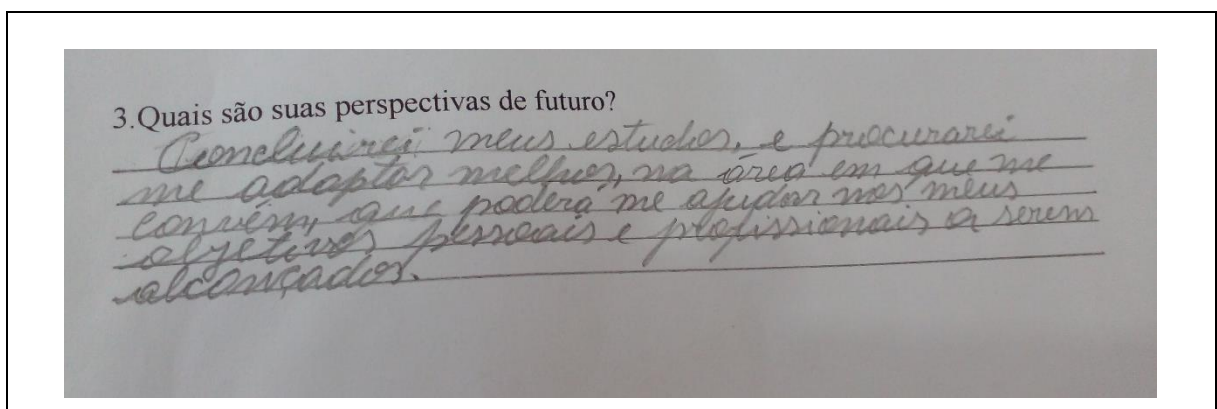 3.Quais são suas perspectivas de futuro?
Concluirei meus estudos, e procurarei
me adaptar melhor, na área em que me
convém, que poderá me ajudar nos meus
objetivos pessoais e profissionais a serem
alcançados.